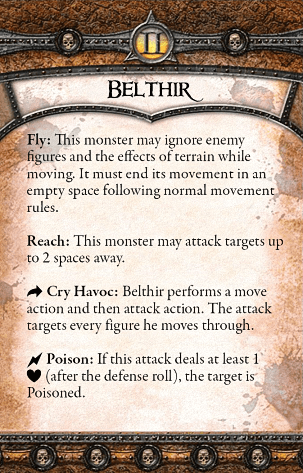 II
BELTHIR
Fly: This monster may ignore enemy
figures and the effects of terrain while
moving. It must end its movement in an
empty space following normal movement
rules.
Reach: This monster may attack targets up
to 2 spaces away.
Cry Havoc: Belthir performs a move
action and then attack action. The attack
targets every figure he moves through.
Poison: If this attack deals at least 1
(after the defense roll), the target is
Poisoned.